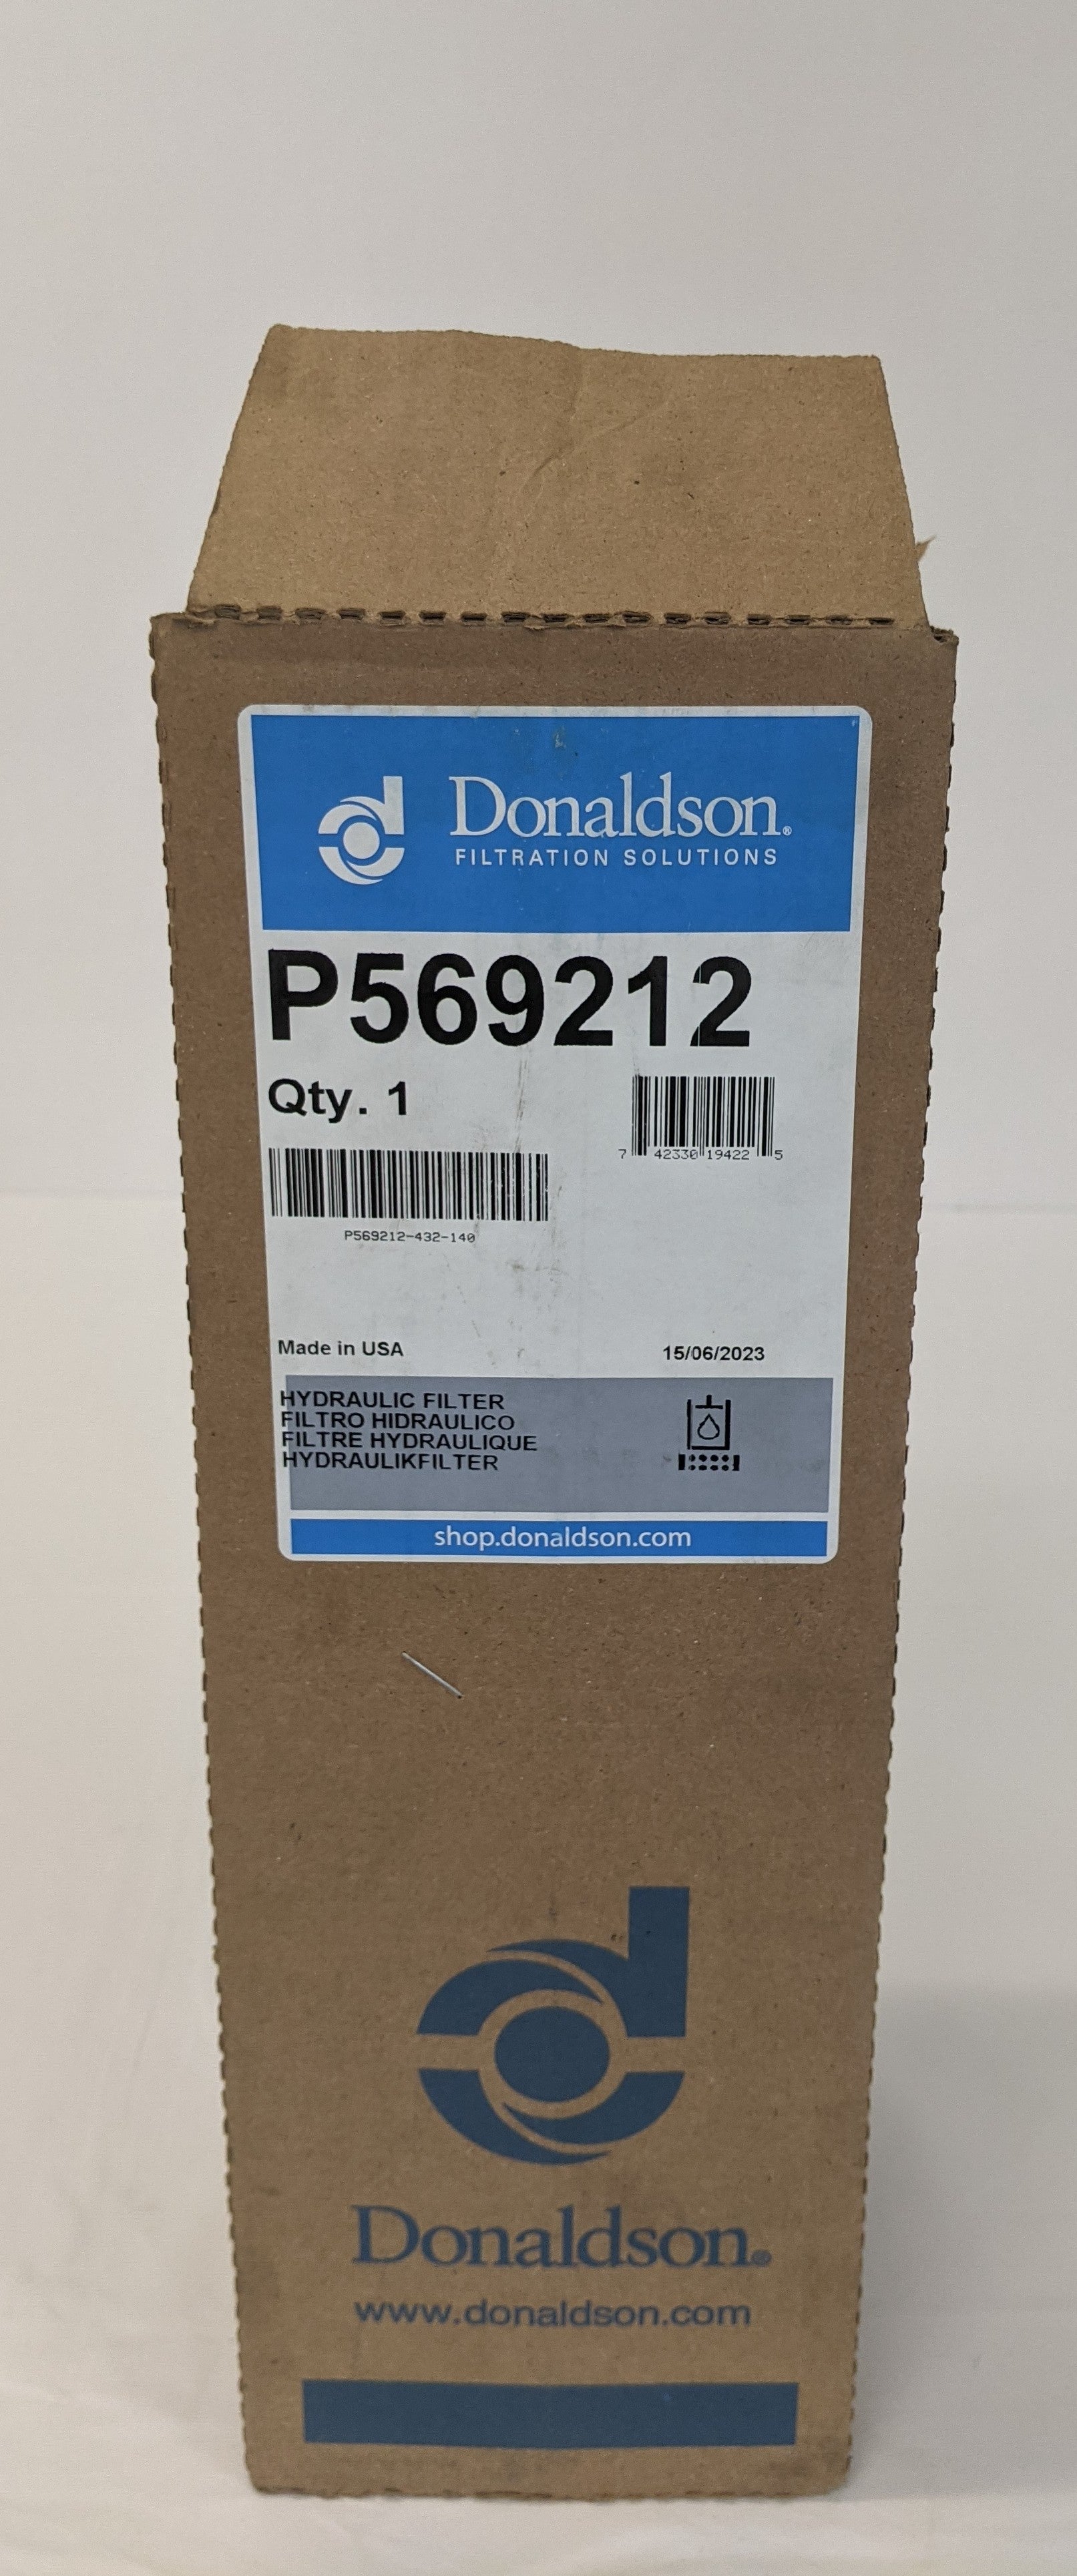 Donaldson®
FILTRATION SOLUTIONS
P569212
Qty. 1
7 42330 19422 5
P569212-432-140
Made in USA
15/06/2023
HYDRAULIC FILTER
FILTRO HIDRAULICO
FILTRE HYDRAULIQUE
HYDRAULIKFILTER
shop.donaldson.com
Donaldson®
www.donaldson.com